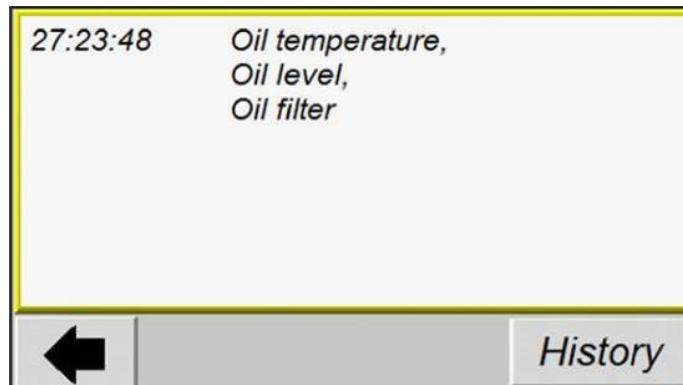 27:23:48 Oil temperature,
Oil level,
Oil filter
History